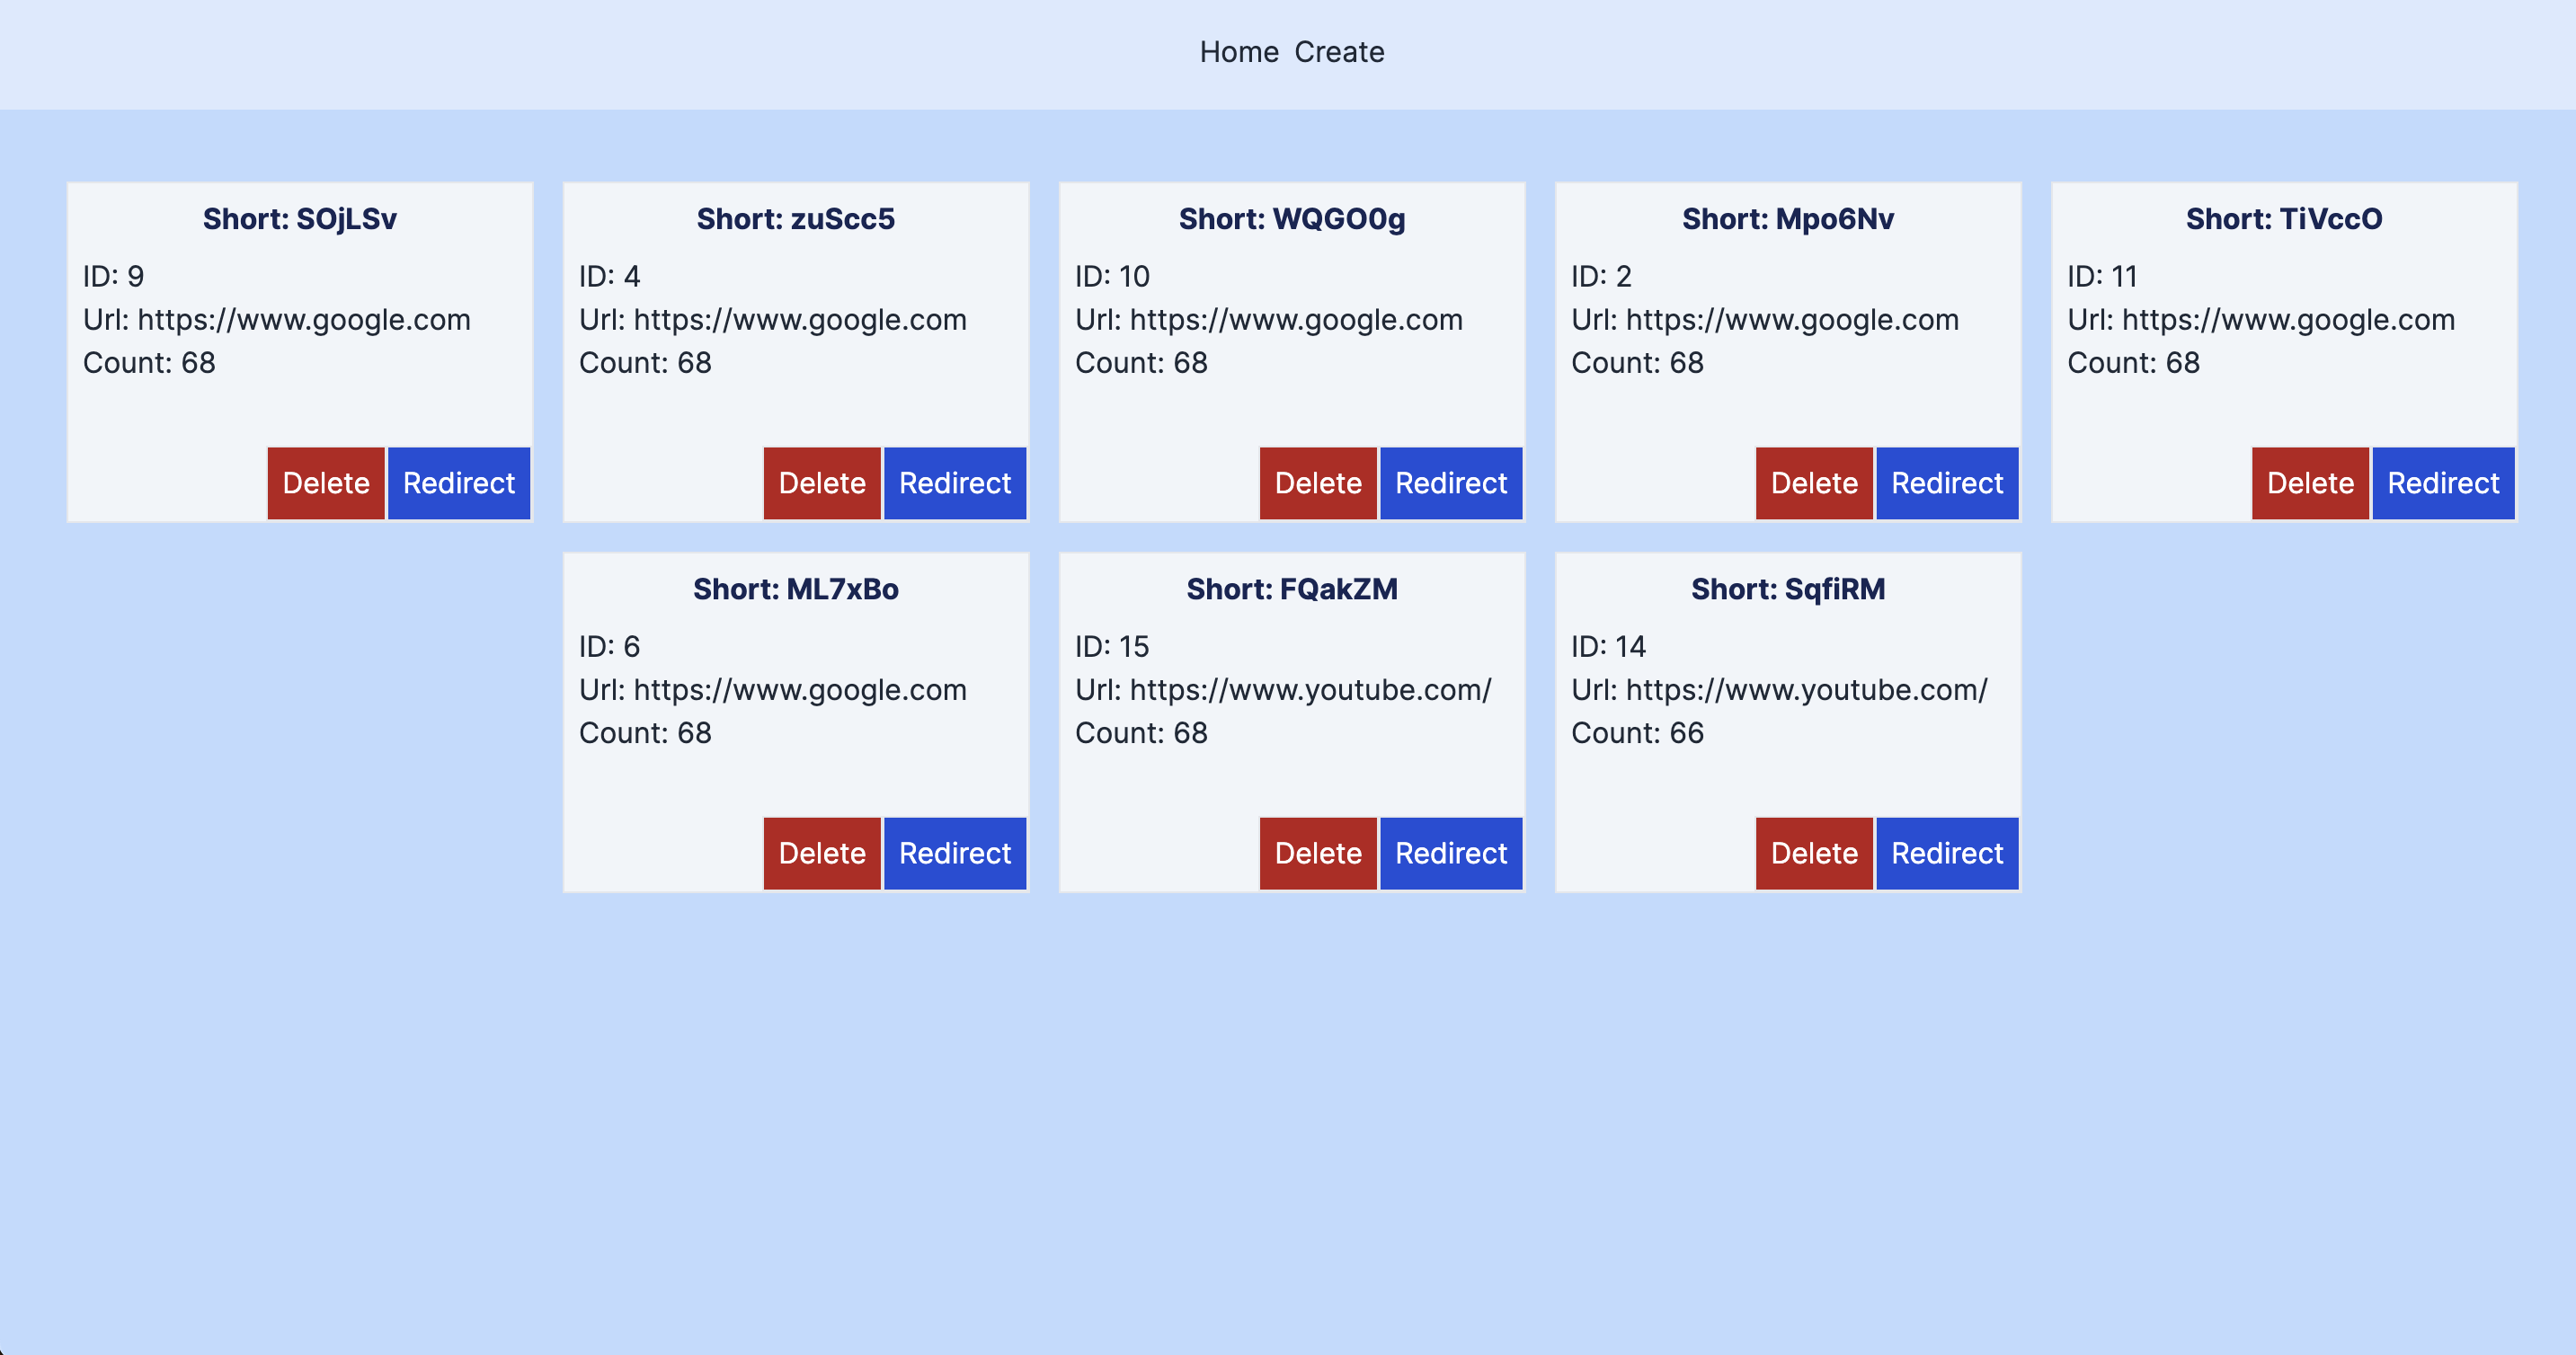 Home Create
Short: SOjLSv
ID: 9
Url: https://www.google.com
Count: 68
Delete Redirect
Short: zuScc5
ID: 4
Url: https://www.google.com
Count: 68
Delete Redirect
Short: WQGO0g
ID: 10
Url: https://www.google.com
Count: 68
Delete Redirect
Short: Mpo6Nv
ID: 2
Url: https://www.google.com
Count: 68
Delete Redirect
Short: TiVccO
ID: 11
Url: https://www.google.com
Count: 68
Delete Redirect
Short: ML7xBo
ID: 6
Url: https://www.google.com
Count: 68
Delete Redirect
Short: FQakZM
ID: 15
Url: https://www.youtube.com/
Count: 68
Delete Redirect
Short: SqfiRM
ID: 14
Url: https://www.youtube.com/
Count: 66
Delete Redirect